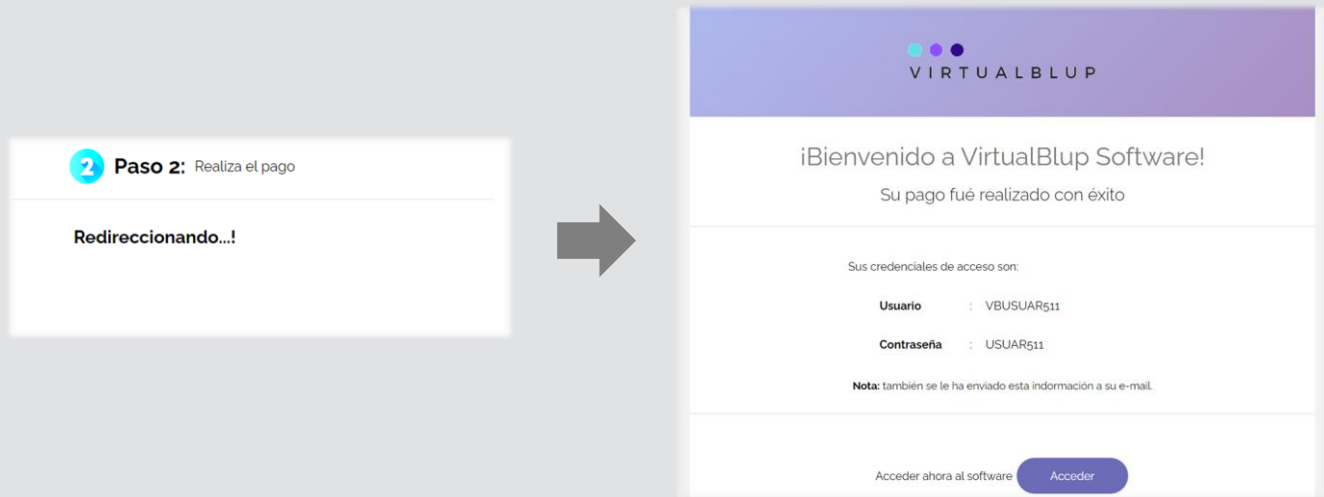 2 Paso 2: Realiza el pago
Redireccionando...!
VIRTUALBLUP
¡Bienvenido a VirtualBlup Software!
Su pago fué realizado con éxito
Sus credenciales de acceso son:
Usuario : VBUSUAR511
Contraseña : USUAR511
Nota: también se le ha enviado esta indormación a su e-mail.
Acceder ahora al software Acceder